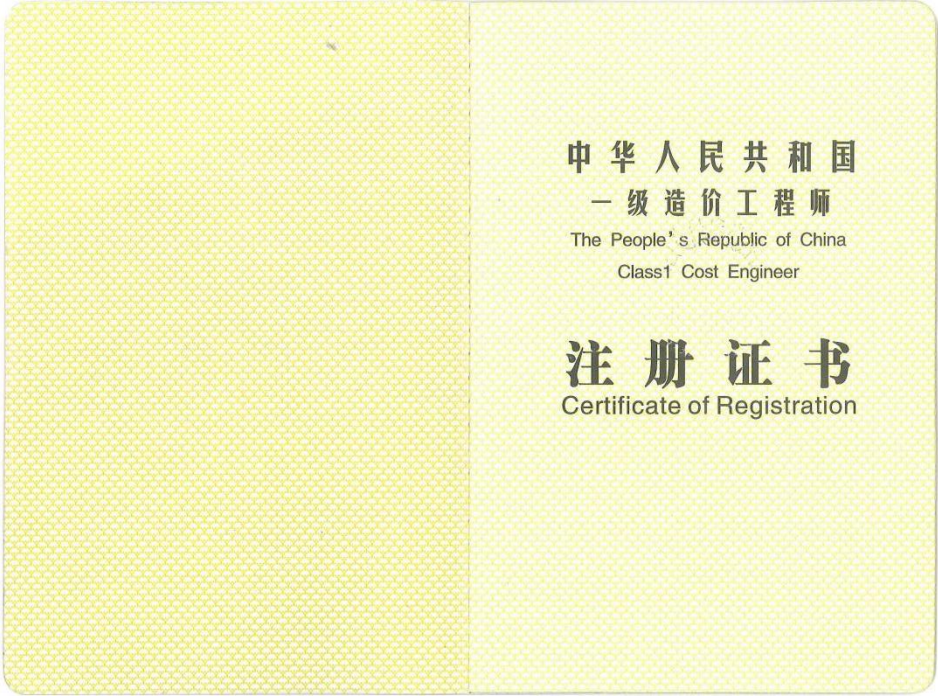 中华人民共和国
一级造价工程师
The People's Republic of China
Class1 Cost Engineer
注册证书
Certificate of Registration